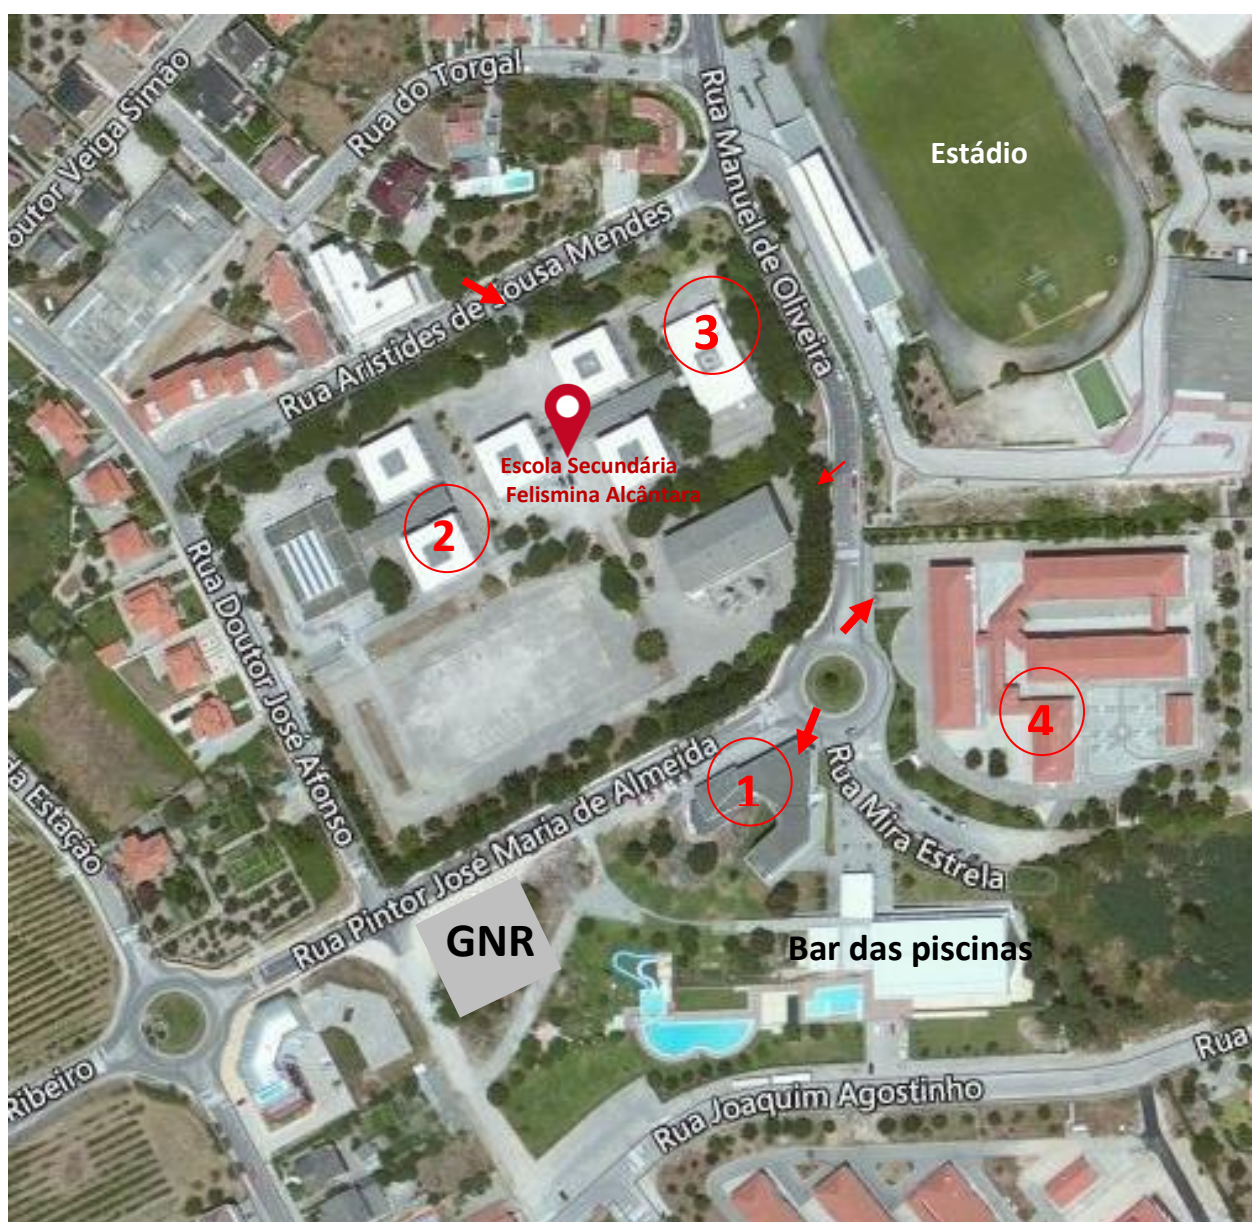 outor Veiga Simão
Rua do Torgal
Rua Manuel de Oliveira
Estádio
Rua Aristides de Sousa Mendes
3
Escola Secundária
Felismina Alcântara
2
Rua Doutor José Afonso
4
1
Rua Pintor José Maria de Almeida
Rua Mira Estrela
da Estação
GNR
Bar das piscinas
Rua
Ribeiro
Rua Joaquim Agostinho